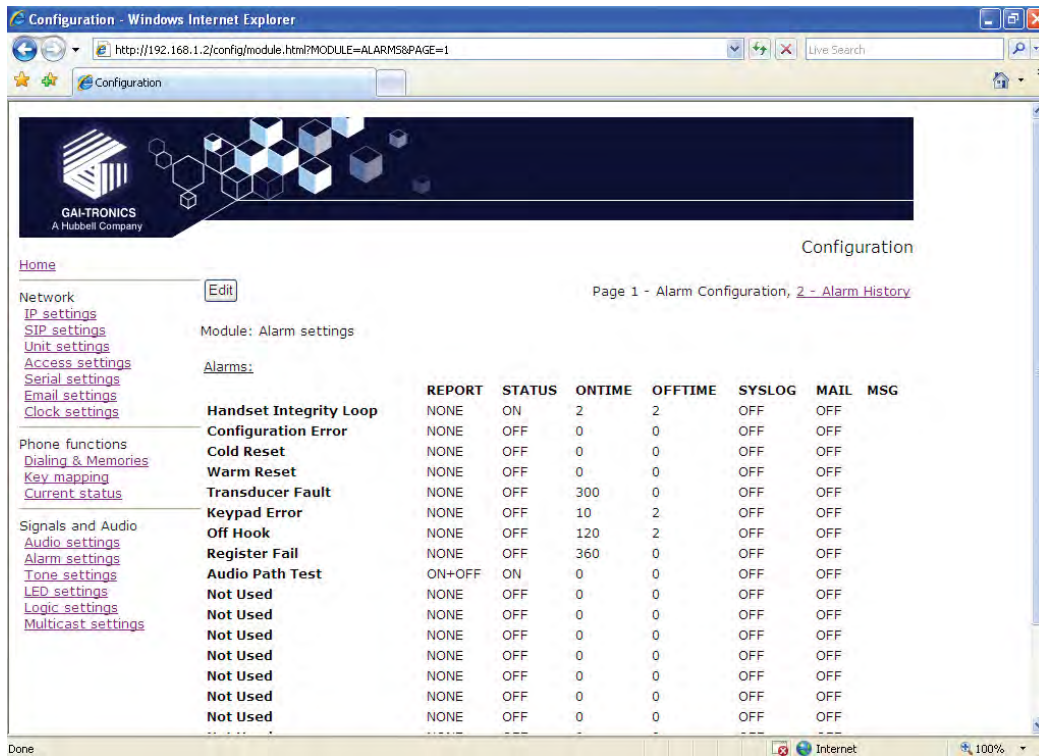 Configuration - Windows Internet Explorer
http://192.168.1.2/config/module.html?MODULE=ALARMS&PAGE=1
Live Search
Configuration
GAI-TRONICS
A Hubbell Company
Configuration
Home
Edit
Page 1 - Alarm Configuration, 2 - Alarm History
Network
IP settings
SIP settings
Unit settings
Access settings
Serial settings
Email settings
Clock settings
Phone functions
Dialing & Memories
Key mapping
Current status
Signals and Audio
Audio settings
Alarm settings
Tone settings
LED settings
Logic settings
Multicast settings
Module: Alarm settings
Alarms:
REPORT STATUS ONTIME OFFTIME SYSLOG MAIL MSG
Handset Integrity Loop NONE ON 2 2 OFF OFF
Configuration Error NONE OFF 0 0 OFF OFF
Cold Reset NONE OFF 0 0 OFF OFF
Warm Reset NONE OFF 0 0 OFF OFF
Transducer Fault NONE OFF 300 0 OFF OFF
Keypad Error NONE OFF 10 2 OFF OFF
Off Hook NONE OFF 120 2 OFF OFF
Register Fail NONE OFF 360 0 OFF OFF
Audio Path Test ON+OFF ON 0 0 OFF OFF
Not Used NONE OFF 0 0 OFF OFF
Not Used NONE OFF 0 0 OFF OFF
Not Used NONE OFF 0 0 OFF OFF
Not Used NONE OFF 0 0 OFF OFF
Not Used NONE OFF 0 0 OFF OFF
Not Used NONE OFF 0 0 OFF OFF
Not Used NONE OFF 0 0 OFF OFF
Done
Internet
100%